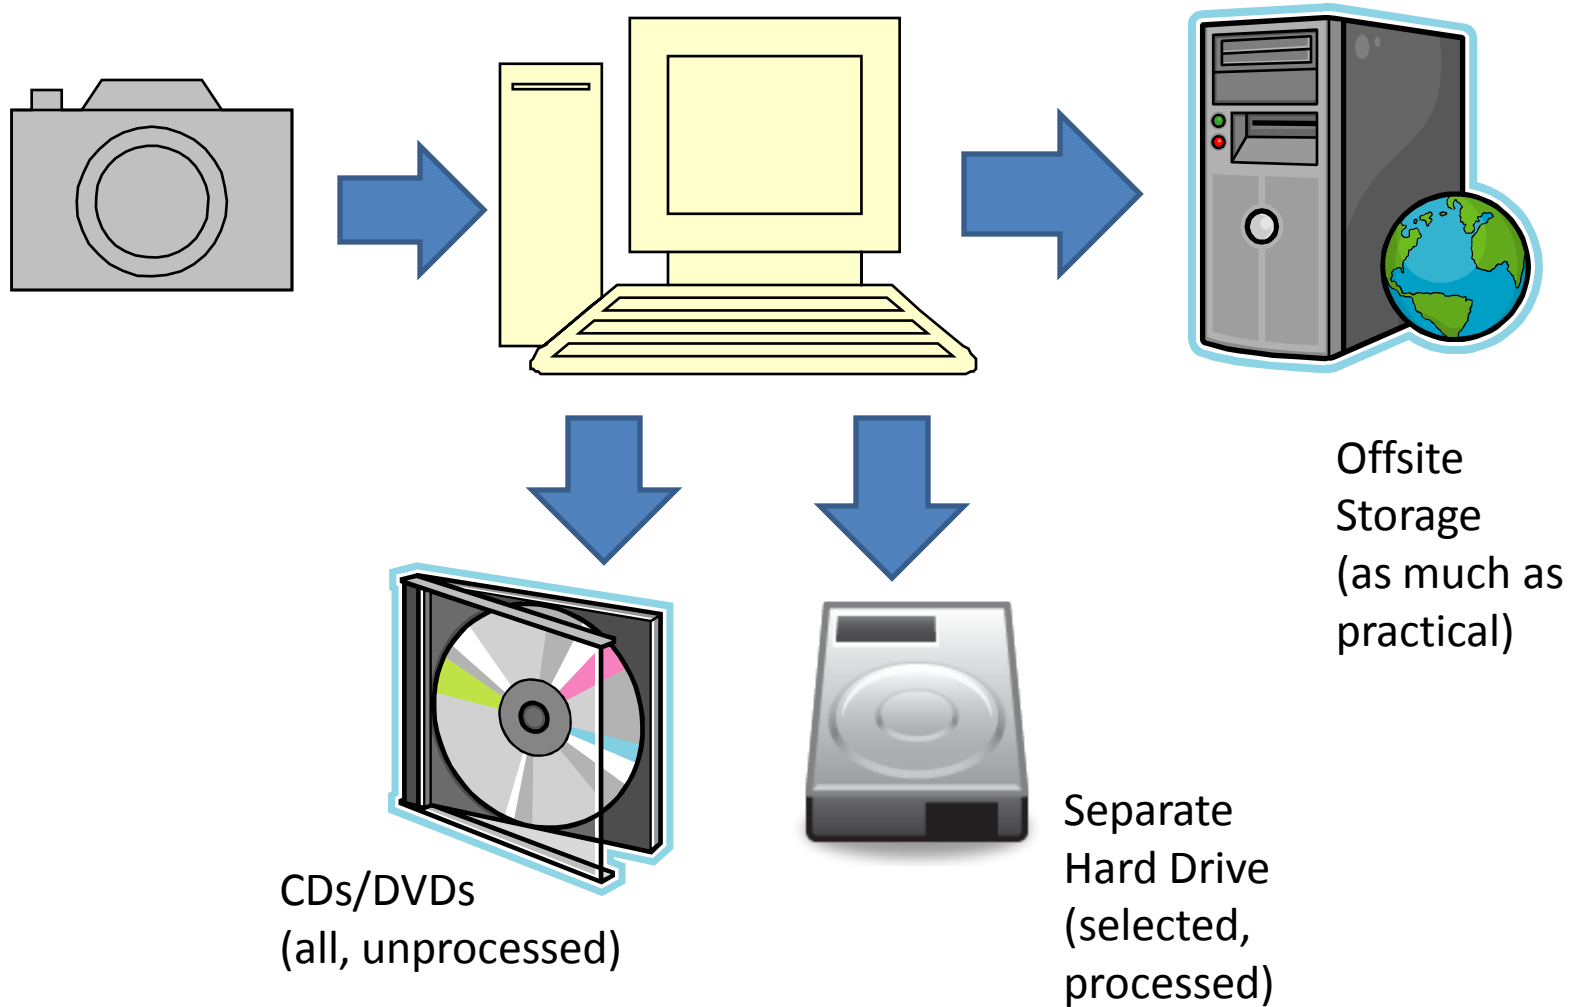 Offsite
Storage
(as much as
practical)
CDs/DVDs
(all, unprocessed)
Separate
Hard Drive
(selected,
processed)